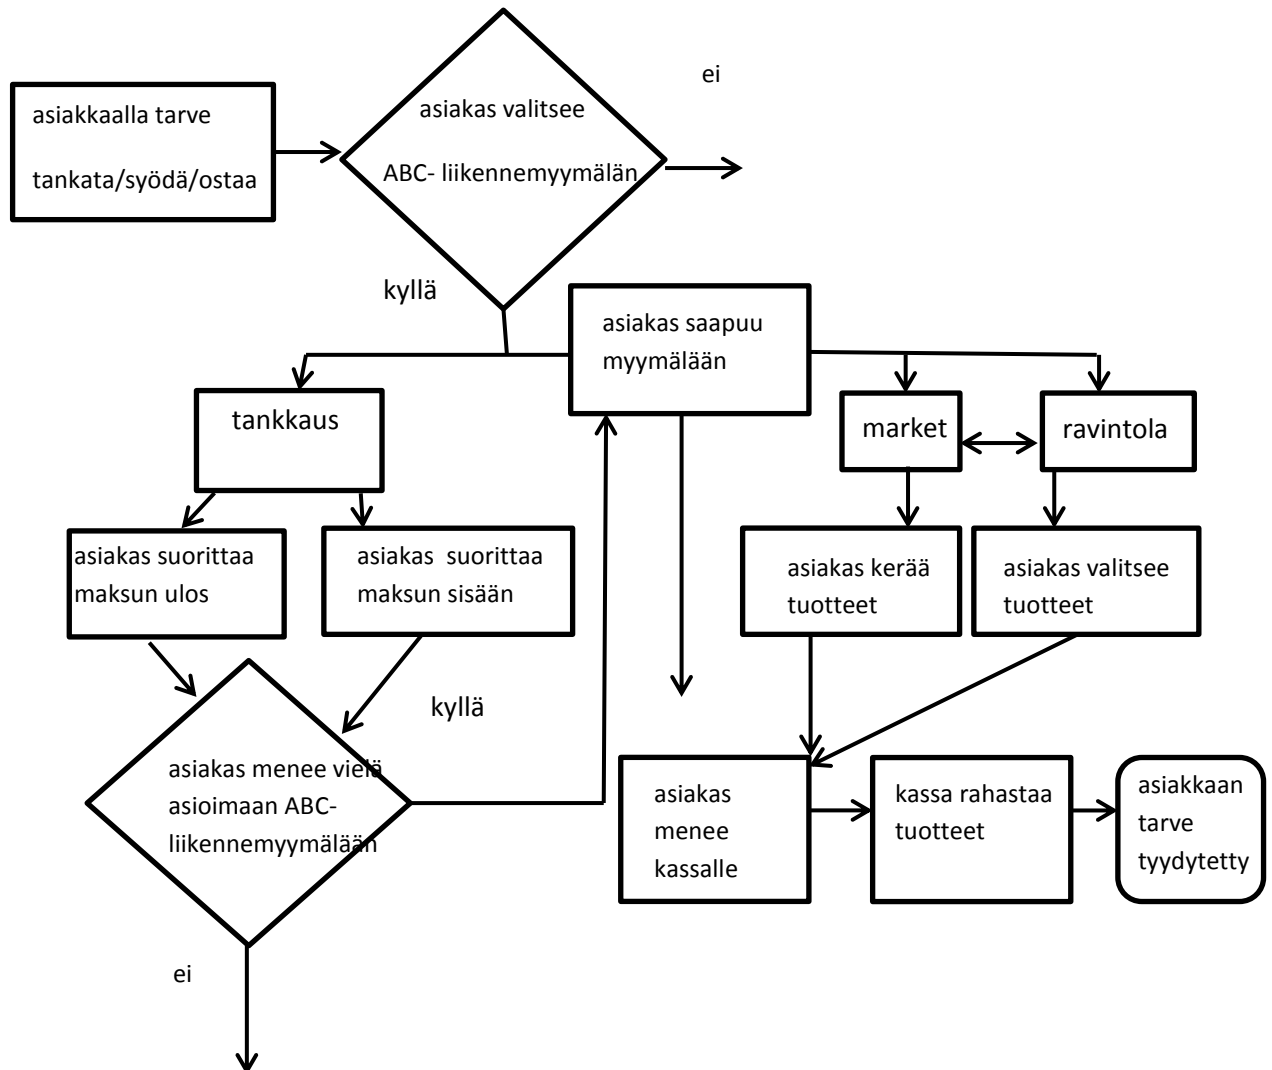 asiakkaalla tarve
tankata/syödä/ostaa
asiakas valitsee
ABC- liikennemyymälän
ei
kyllä
asiakas saapuu
myymälään
tankkaus
market
ravintola
asiakas suorittaa
maksun ulos
asiakas  suorittaa
maksun sisään
asiakas kerää
tuotteet
asiakas valitsee
tuotteet
kyllä
asiakas menee vielä
asioimaan ABC-
liikennemyymälään
asiakas
menee
kassalle
kassa rahastaa
tuotteet
asiakkaan
tarve
tyydytetty
ei